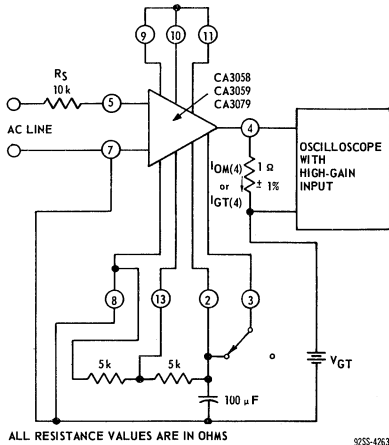 9 10 11
RS
10 k
5
CA3058
CA3059
CA3079
AC LINE
7
4
IOM(4)
or
IGT(4)
1 Ω
± 1%
OSCILLOSCOPE
WITH
HIGH-GAIN
INPUT
8 13 2 3
5k 5k
VGT
100 µF
ALL RESISTANCE VALUES ARE IN OHMS
92SS-4263